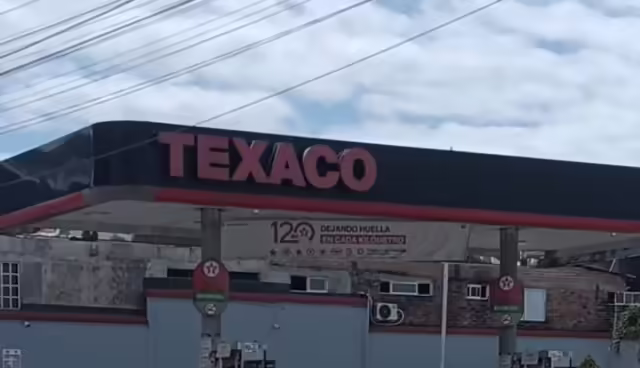 TEXACO
120
DEJANDO HUELLA
EN CADA KILÓMETRO